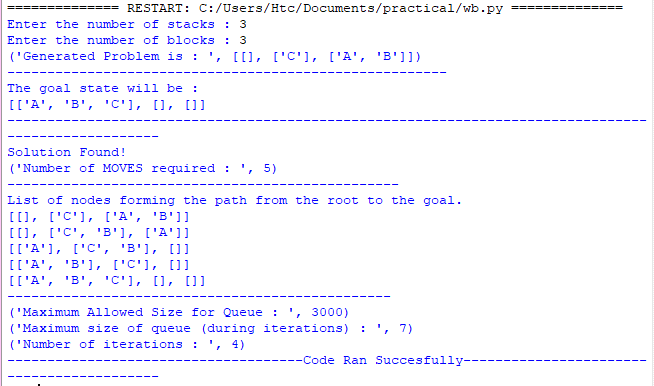 ============== RESTART: C:/Users/Htc/Documents/practical/wb.py ==============
Enter the number of stacks : 3
Enter the number of blocks : 3
('Generated Problem is : ', [[], ['C'], ['A', 'B']])
-------------------------------------------------------
The goal state will be :
[['A', 'B', 'C'], [], []]
--------------------------------------------------------------------------------
-------------------
Solution Found!
('Number of MOVES required : ', 5)
-------------------------------------------------
List of nodes forming the path from the root to the goal.
[[], ['C'], ['A', 'B']]
[[], ['C', 'B'], ['A']]
[['A'], ['C', 'B'], []]
[['A', 'B'], ['C'], []]
[['A', 'B', 'C'], [], []]
------------------------------------------------
('Maximum Allowed Size for Queue : ', 3000)
('Maximum size of queue (during iterations) : ', 7)
('Number of iterations : ', 4)
-------------------------------------Code Ran Succesfully-----------------------
-------------------